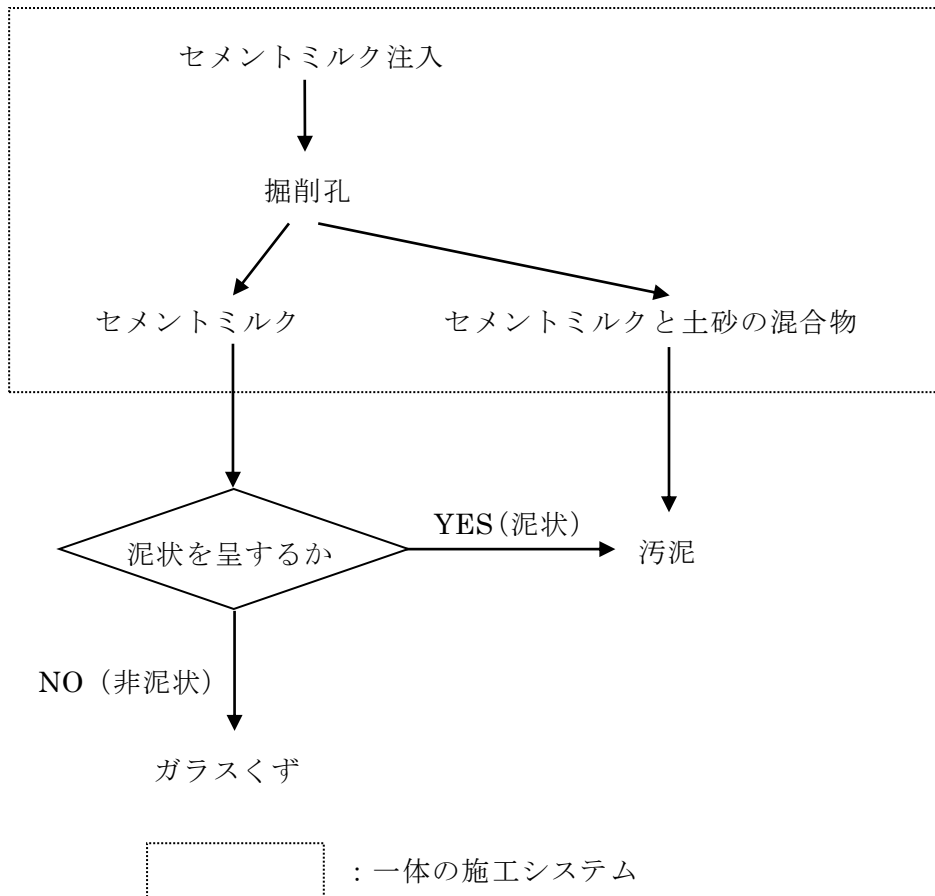 セメントミルク注入
掘削孔
セメントミルク
セメントミルクと土砂の混合物
泥状を呈するか
YES(泥状)
汚泥
NO（非泥状）
ガラスくず
：一体の施工システム